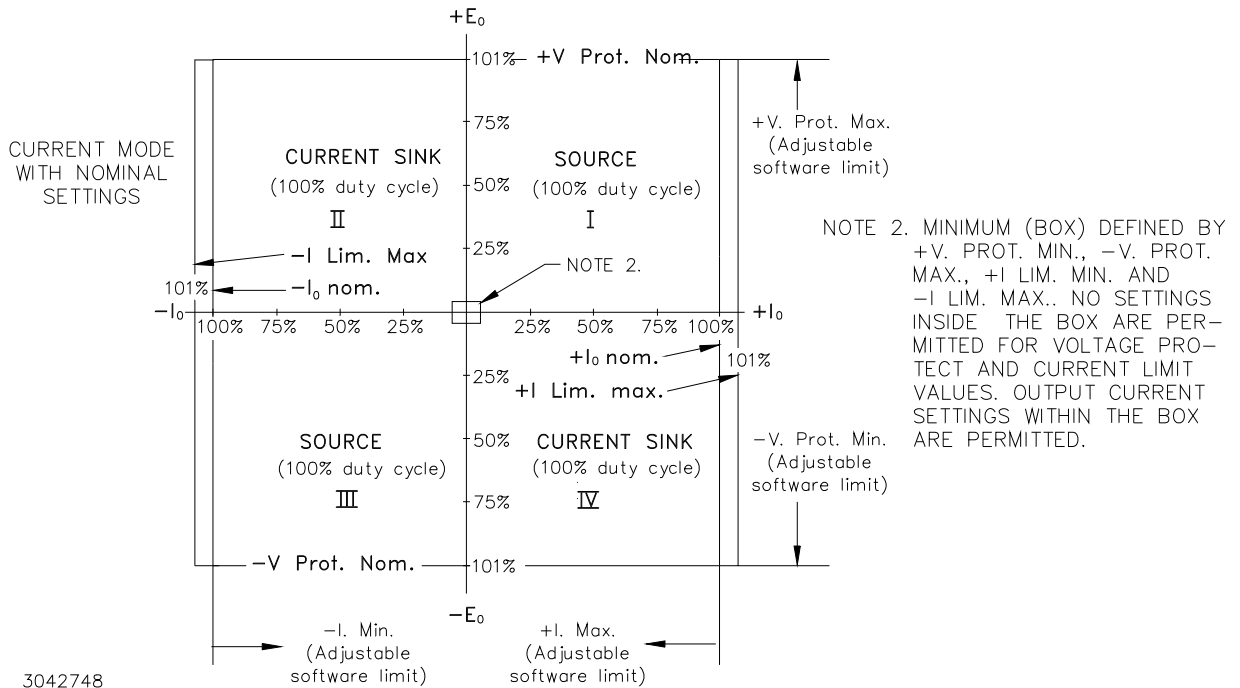 +E₀
101%
+V Prot. Nom.
75%
+V. Prot. Max.
(Adjustable
software limit)
CURRENT MODE
WITH NOMINAL
SETTINGS
CURRENT SINK
(100% duty cycle)
II
SOURCE
(100% duty cycle)
I
50%
25%
−I Lim. Max
101%
−I₀ nom.
NOTE 2.
NOTE 2. MINIMUM (BOX) DEFINED BY
+V. PROT. MIN., −V. PROT.
MAX., +I LIM. MIN. AND
−I LIM. MAX.. NO SETTINGS
INSIDE THE BOX ARE PER−
MITTED FOR VOLTAGE PRO−
TECT AND CURRENT LIMIT
VALUES. OUTPUT CURRENT
SETTINGS WITHIN THE BOX
ARE PERMITTED.
−I₀
+I₀
100% 75% 50% 25% 25% 50% 75% 100%
+I₀ nom.
101%
25%
+I Lim. max.
50%
SOURCE
(100% duty cycle)
III
CURRENT SINK
(100% duty cycle)
IV
−V. Prot. Min.
(Adjustable
software limit)
75%
−V Prot. Nom.
101%
−E₀
−I. Min.
(Adjustable
software limit)
+I. Max.
(Adjustable
software limit)
3042748